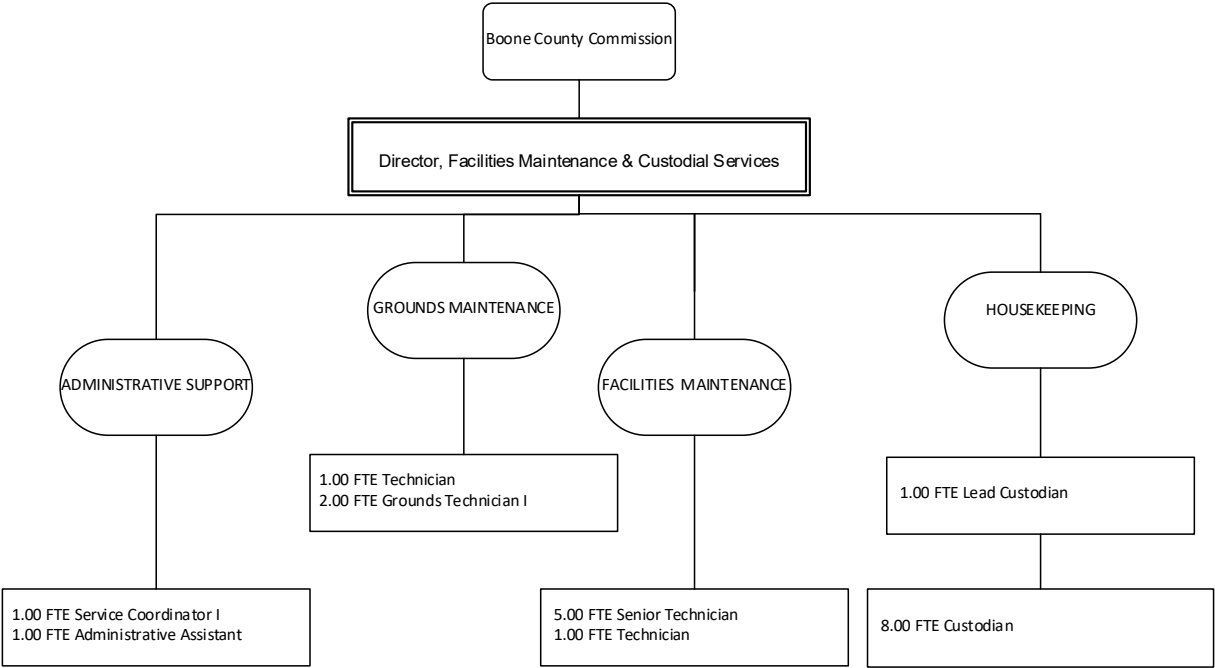 Boone County Commission
Director, Facilities Maintenance & Custodial Services
GROUNDS MAINTENANCE
HOUSEKEEPING
ADMINISTRATIVE SUPPORT
FACILITIES MAINTENANCE
1.00 FTE Technician
2.00 FTE Grounds Technician I
1.00 FTE Lead Custodian
1.00 FTE Service Coordinator I
1.00 FTE Administrative Assistant
5.00 FTE Senior Technician
1.00 FTE Technician
8.00 FTE Custodian